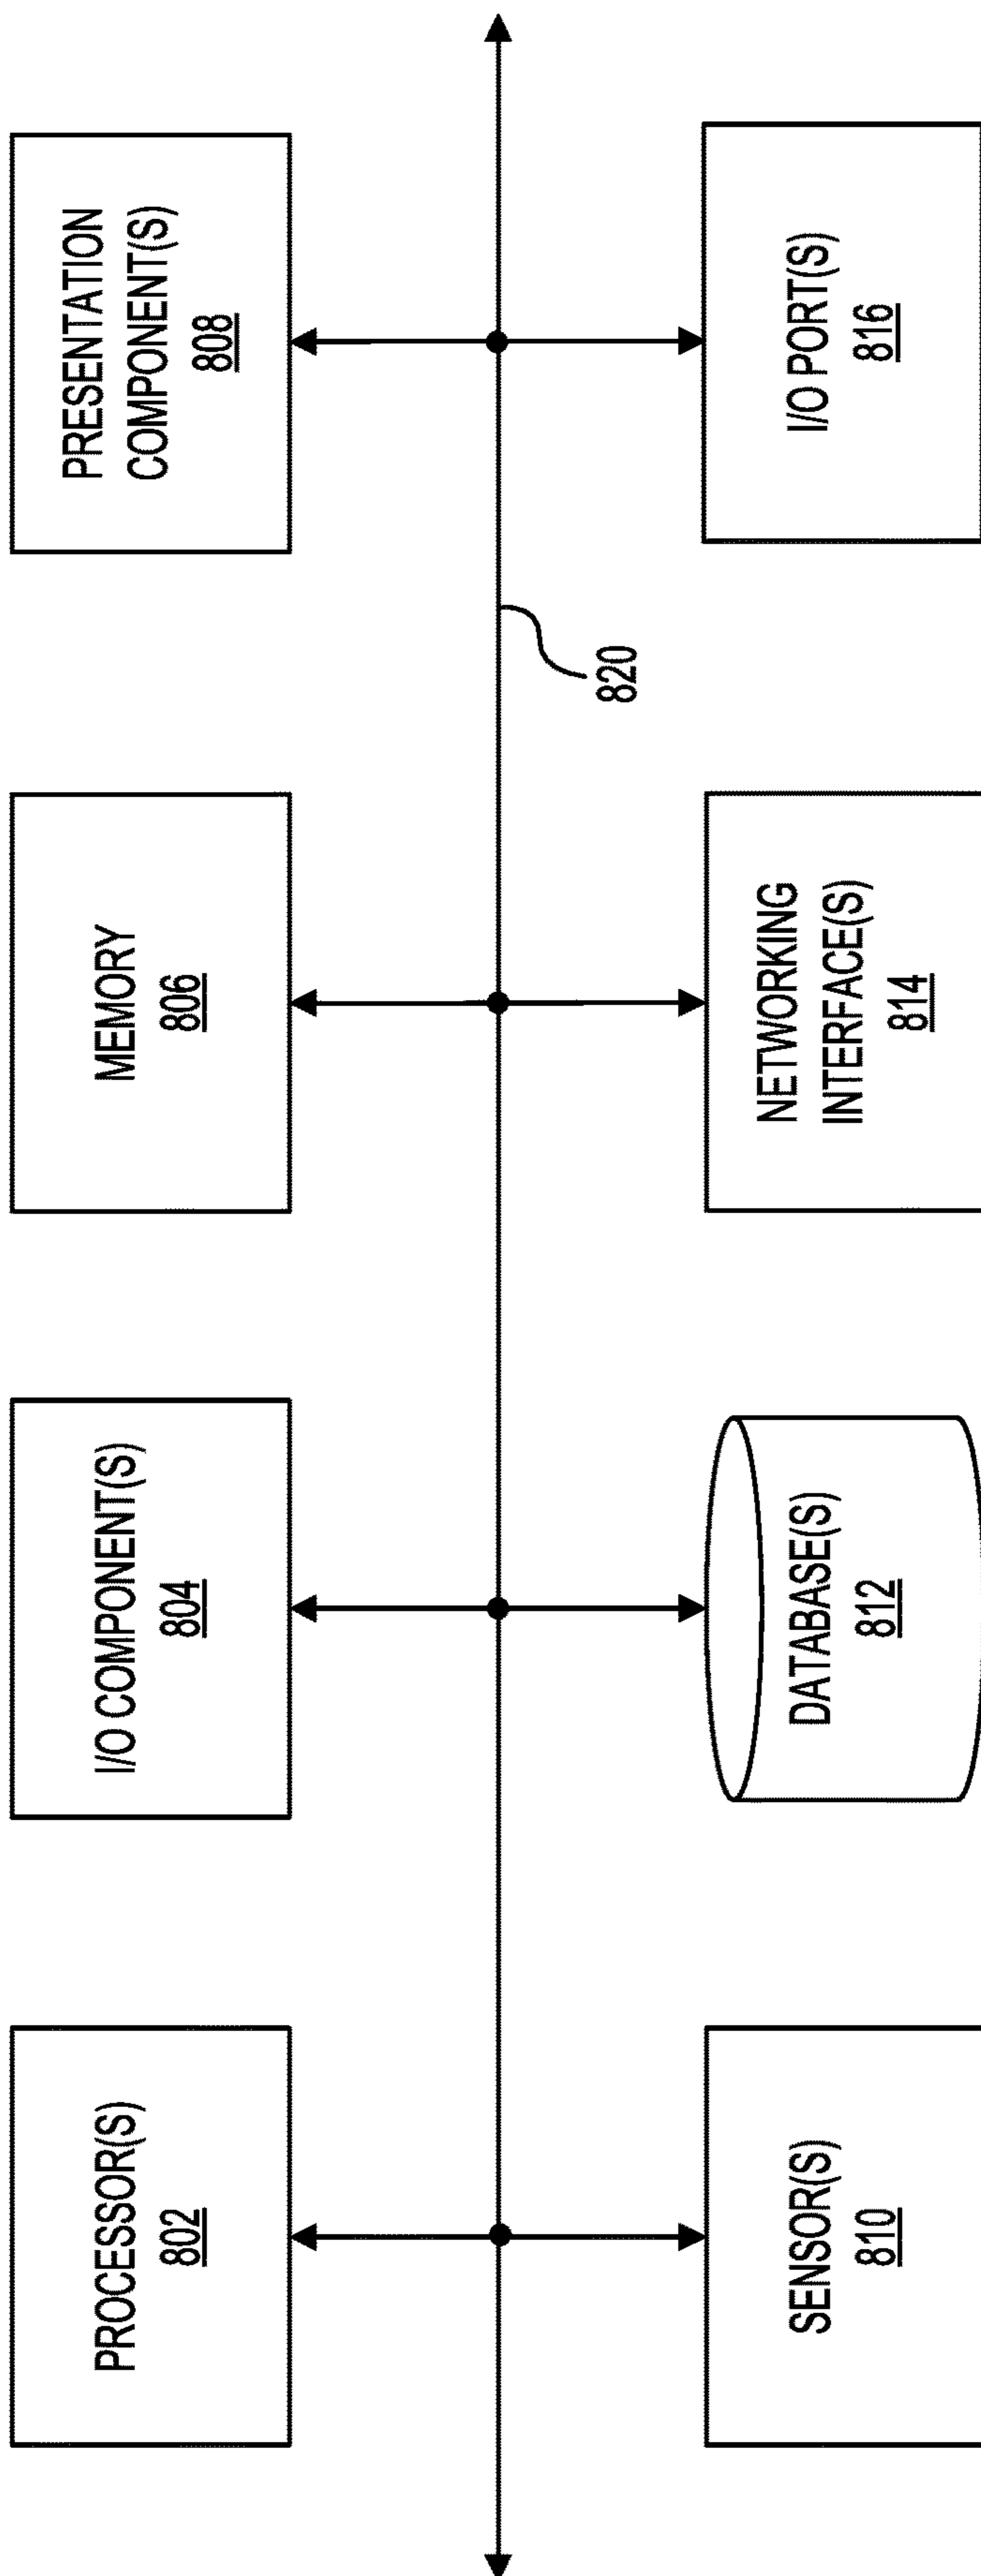 PROCESSOR(S)
802
I/O COMPONENT(S)
804
MEMORY
806
PRESENTATION
COMPONENT(S)
808
820
SENSOR(S)
810
DATABASE(S)
812
NETWORKING
INTERFACE(S)
814
I/O PORT(S)
816